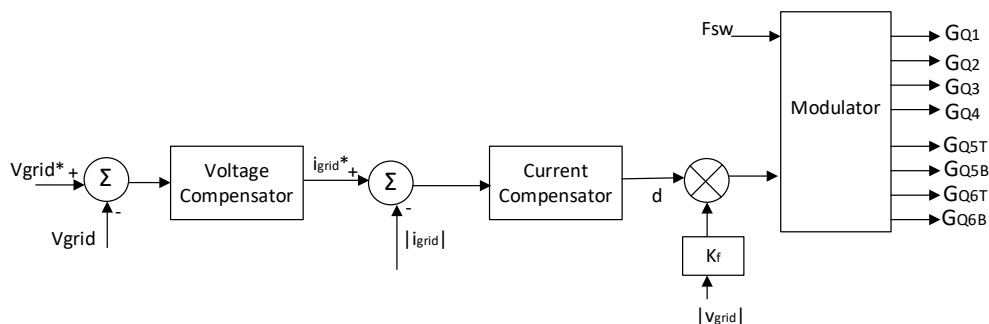 Fsw
GQ1
GQ2
GQ3
GQ4
GQ5T
GQ5B
GQ6T
GQ6B
Modulator
Vgrid*
+
Σ
-
Vgrid
Voltage
Compensator
igrid*
+
Σ
-
|igrid|
Current
Compensator
d
Kf
|vgrid|